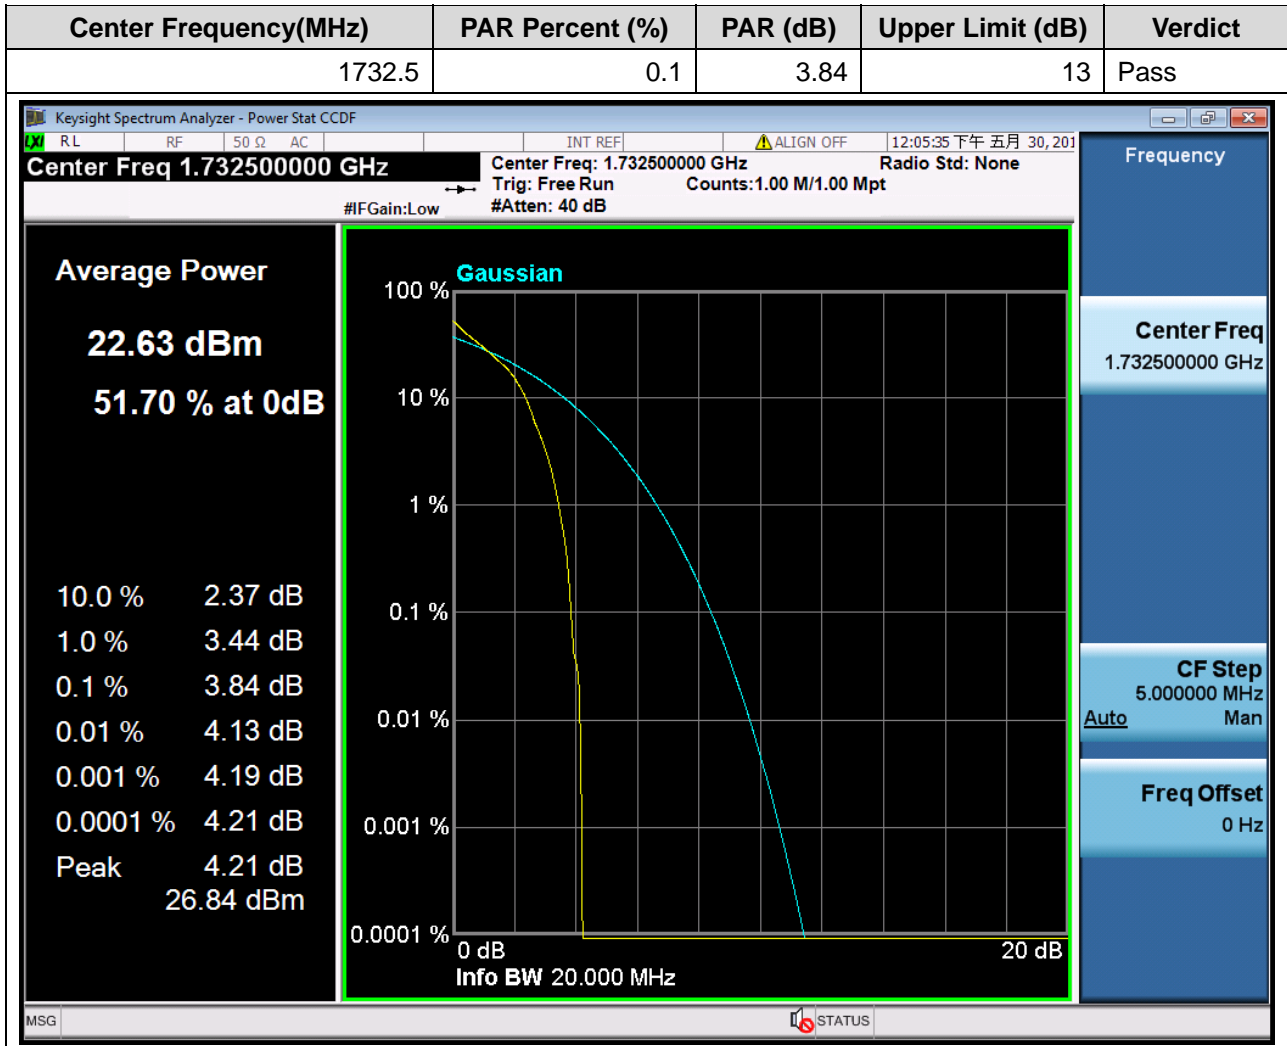 Center Frequency(MHz) PAR Percent (%) PAR (dB) Upper Limit (dB) Verdict
1732.5 0.1 3.84 13 Pass
Keysight Spectrum Analyzer - Power Stat CCDF
LXI RL RF 50 Ω AC INT REF ALIGN OFF 12:05:35 下午 五月 30, 201
Center Freq 1.732500000 GHz
Center Freq: 1.732500000 GHz Radio Std: None
Trig: Free Run Counts:1.00 M/1.00 Mpt
#IFGain:Low #Atten: 40 dB
Average Power
22.63 dBm
51.70 % at 0dB
10.0 % 2.37 dB
1.0 % 3.44 dB
0.1 % 3.84 dB
0.01 % 4.13 dB
0.001 % 4.19 dB
0.0001 % 4.21 dB
Peak 4.21 dB
26.84 dBm
Gaussian
100 %
10 %
1 %
0.1 %
0.01 %
0.001 %
0.0001 %
0 dB 20 dB
Info BW 20.000 MHz
Frequency
Center Freq
1.732500000 GHz
CF Step
5.000000 MHz
Auto Man
Freq Offset
0 Hz
MSG STATUS